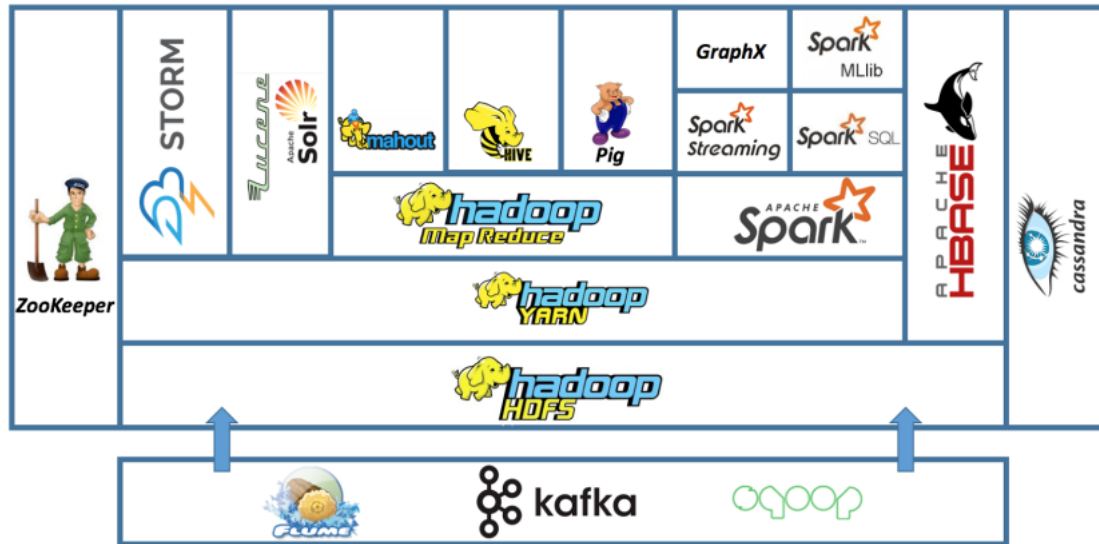 ZooKeeper
STORM
Lucene
Apache
Solr
mahout
HIVE
Pig
GraphX
Spark
MLlib
Spark
Streaming
Spark SQL
hadoop
Map Reduce
APACHE
Spark™
APACHE
HBASE
cassandra
hadoop
YARN
hadoop
HDFS
FLUME
kafka
sqoop